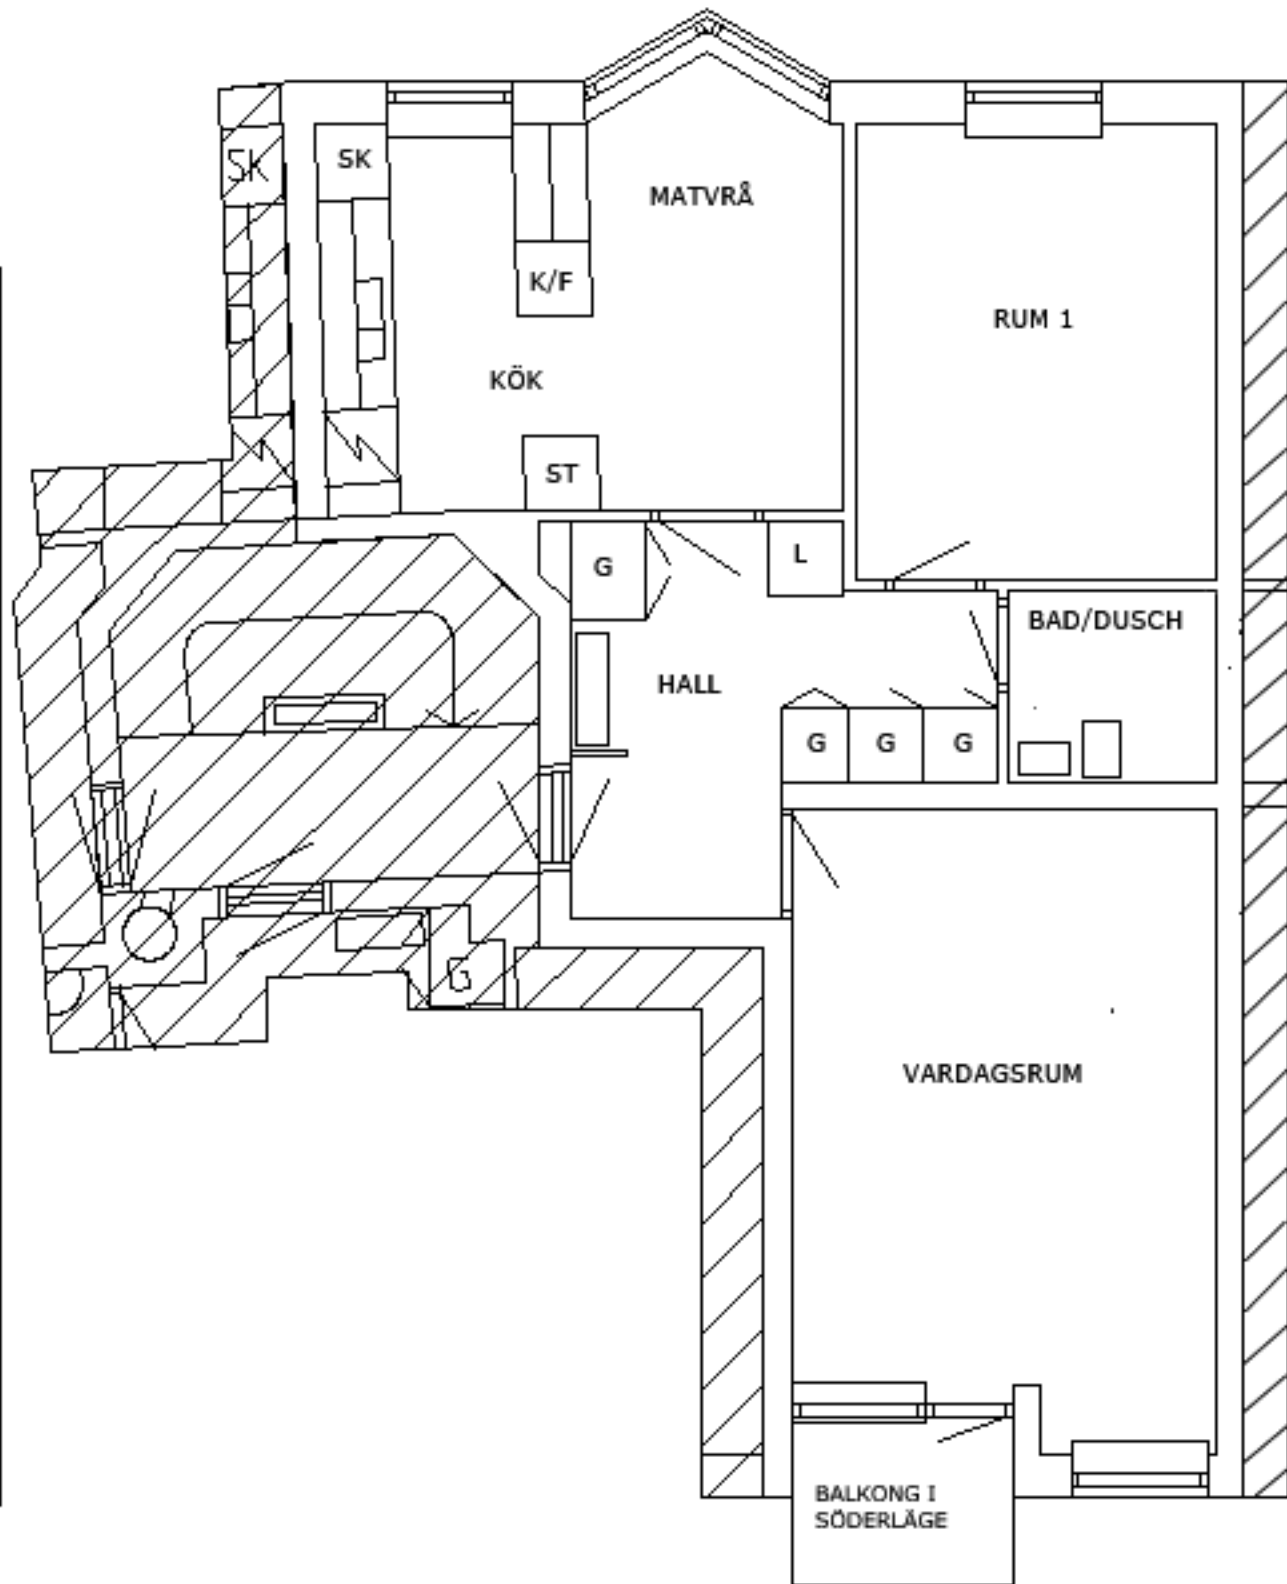 SK
SK
MATVRÅ
K/F
RUM 1
KÖK
ST
G
L
BAD/DUSCH
HALL
G
G
G
G
VARDAGSRUM
BALKONG I
SÖDERLÄGE